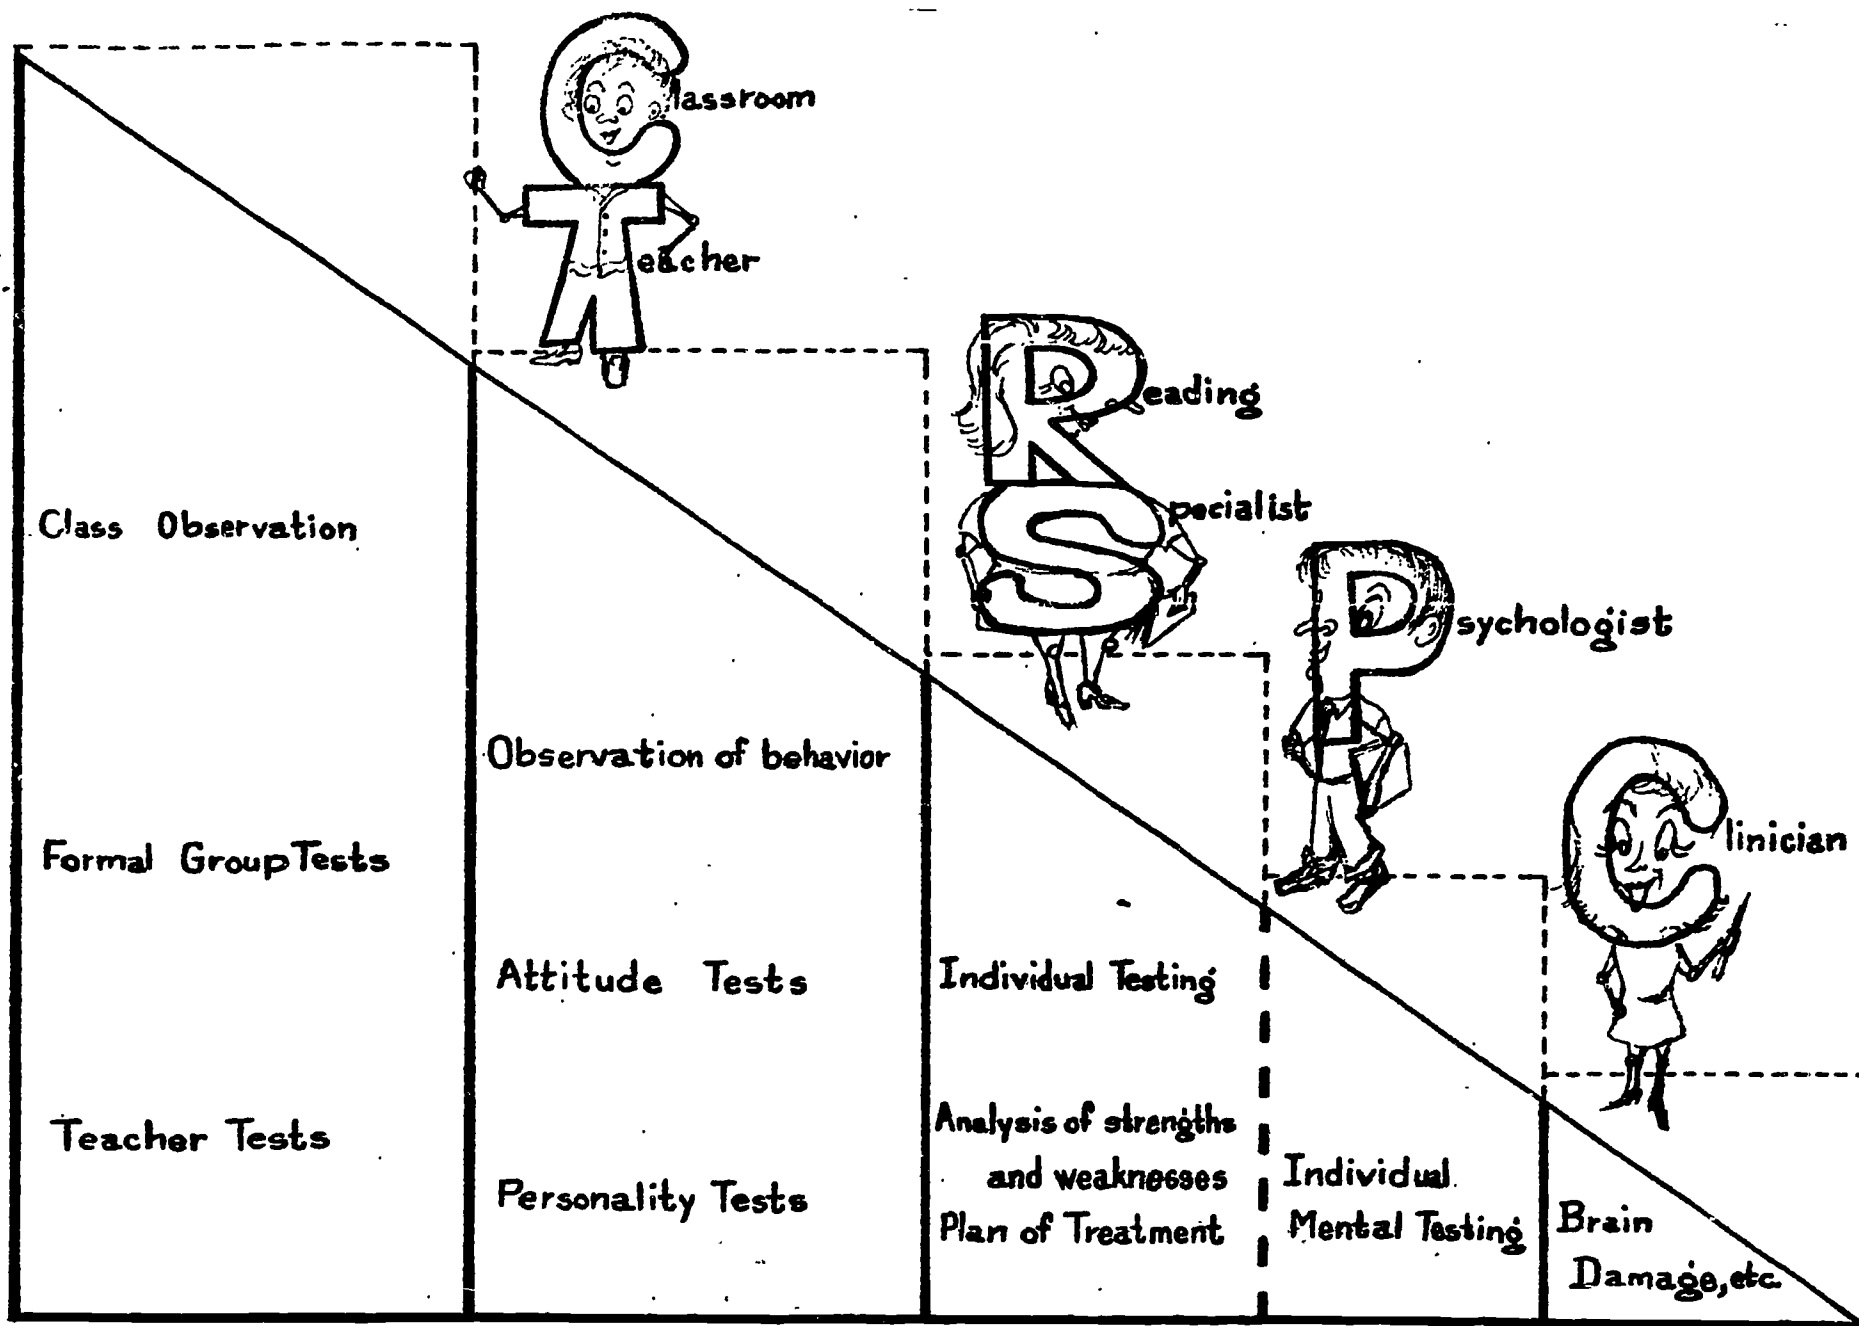 Classroom
Teacher
Reading
Specialist
Psychologist
Clinician
Class Observation
Formal Group Tests
Teacher Tests
Observation of behavior
Attitude Tests
Personality Tests
Individual Testing
Analysis of strengths
and weaknesses
Plan of Treatment
Individual
Mental Testing
Brain
Damage, etc.